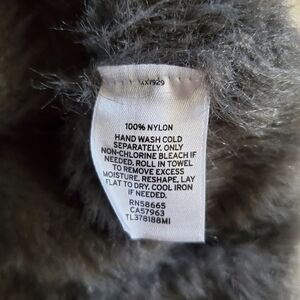 100% NYLON
HAND WASH COLD
SEPARATELY. ONLY
NON-CHLORINE BLEACH IF
NEEDED. ROLL IN TOWEL
TO REMOVE EXCESS
MOISTURE. RESHAPE, LAY
FLAT TO DRY. COOL IRON
IF NEEDED.
RN58665
CA57963
TL378188MI